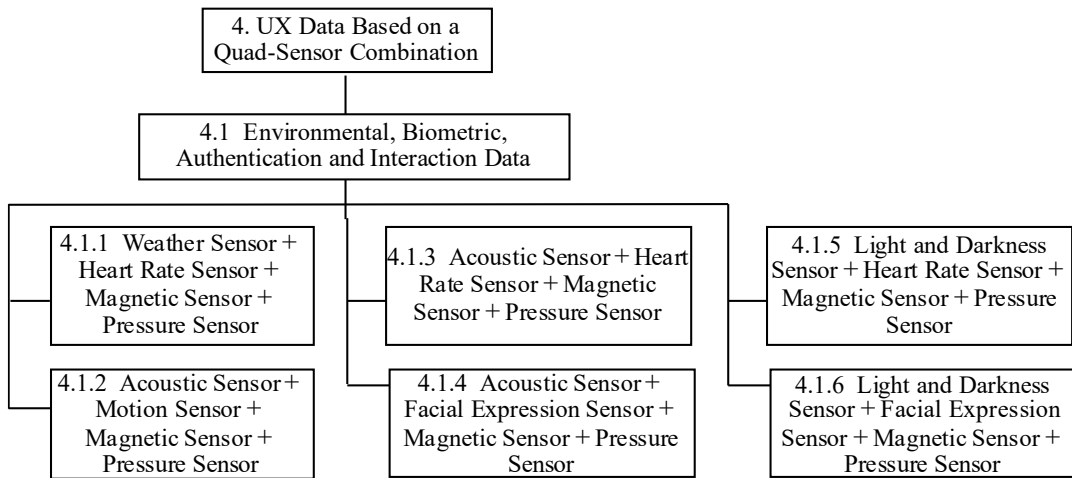 4. UX Data Based on a
Quad-Sensor Combination
4.1 Environmental, Biometric,
Authentication and Interaction Data
4.1.1 Weather Sensor +
Heart Rate Sensor +
Magnetic Sensor +
Pressure Sensor
4.1.2 Acoustic Sensor +
Motion Sensor +
Magnetic Sensor +
Pressure Sensor
4.1.3 Acoustic Sensor + Heart
Rate Sensor + Magnetic
Sensor + Pressure Sensor
4.1.4 Acoustic Sensor +
Facial Expression Sensor +
Magnetic Sensor + Pressure
Sensor
4.1.5 Light and Darkness
Sensor + Heart Rate Sensor +
Magnetic Sensor + Pressure
Sensor
4.1.6 Light and Darkness
Sensor + Facial Expression
Sensor + Magnetic Sensor +
Pressure Sensor